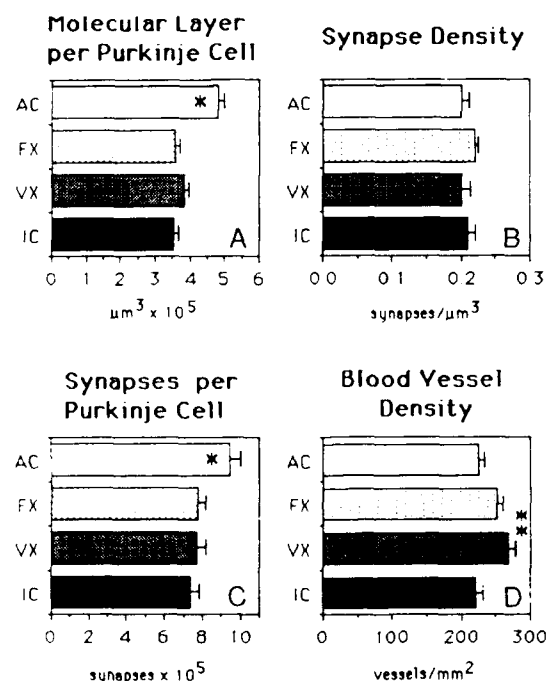 Molecular Layer
per Purkinje Cell
AC
*
FX
VX
IC
A
0 1 2 3 4 5 6
μm³ x 10⁵
Synapse Density
AC
FX
VX
IC
B
0.0 0.1 0.2 0.3
synapses/μm³
Synapses per
Purkinje Cell
AC
*
FX
VX
IC
C
0 2 4 6 8 10
synapses x 10⁵
Blood Vessel
Density
AC
FX
*
*
VX
IC
D
0 100 200 300
vessels/mm²